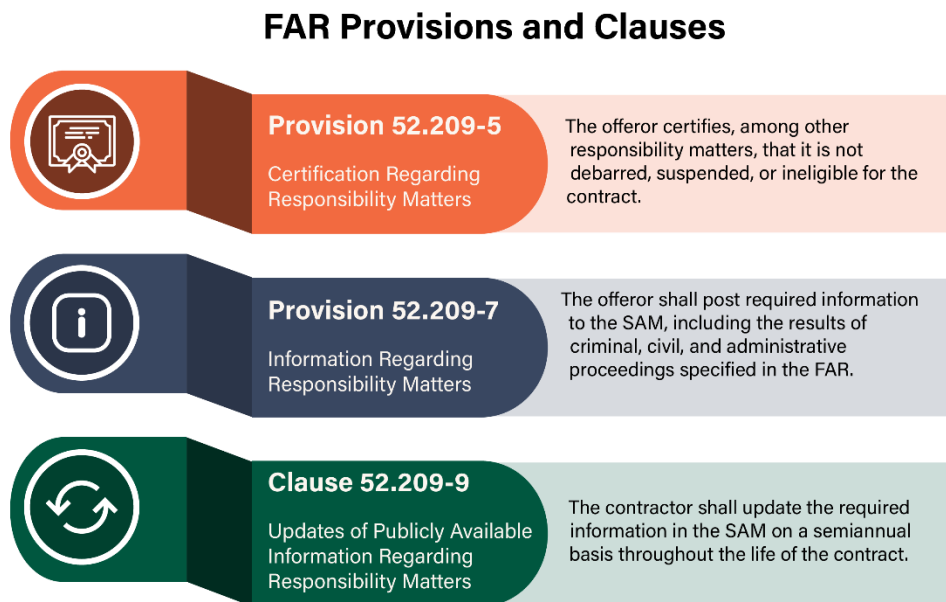 FAR Provisions and Clauses
Provision 52.209-5
Certification Regarding
Responsibility Matters
The offeror certifies, among other
responsibility matters, that it is not
debarred, suspended, or ineligible for the
contract.
Provision 52.209-7
Information Regarding
Responsibility Matters
The offeror shall post required information
to the SAM, including the results of
criminal, civil, and administrative
proceedings specified in the FAR.
Clause 52.209-9
Updates of Publicly Available
Information Regarding
Responsibility Matters
The contractor shall update the required
information in the SAM on a semiannual
basis throughout the life of the contract.